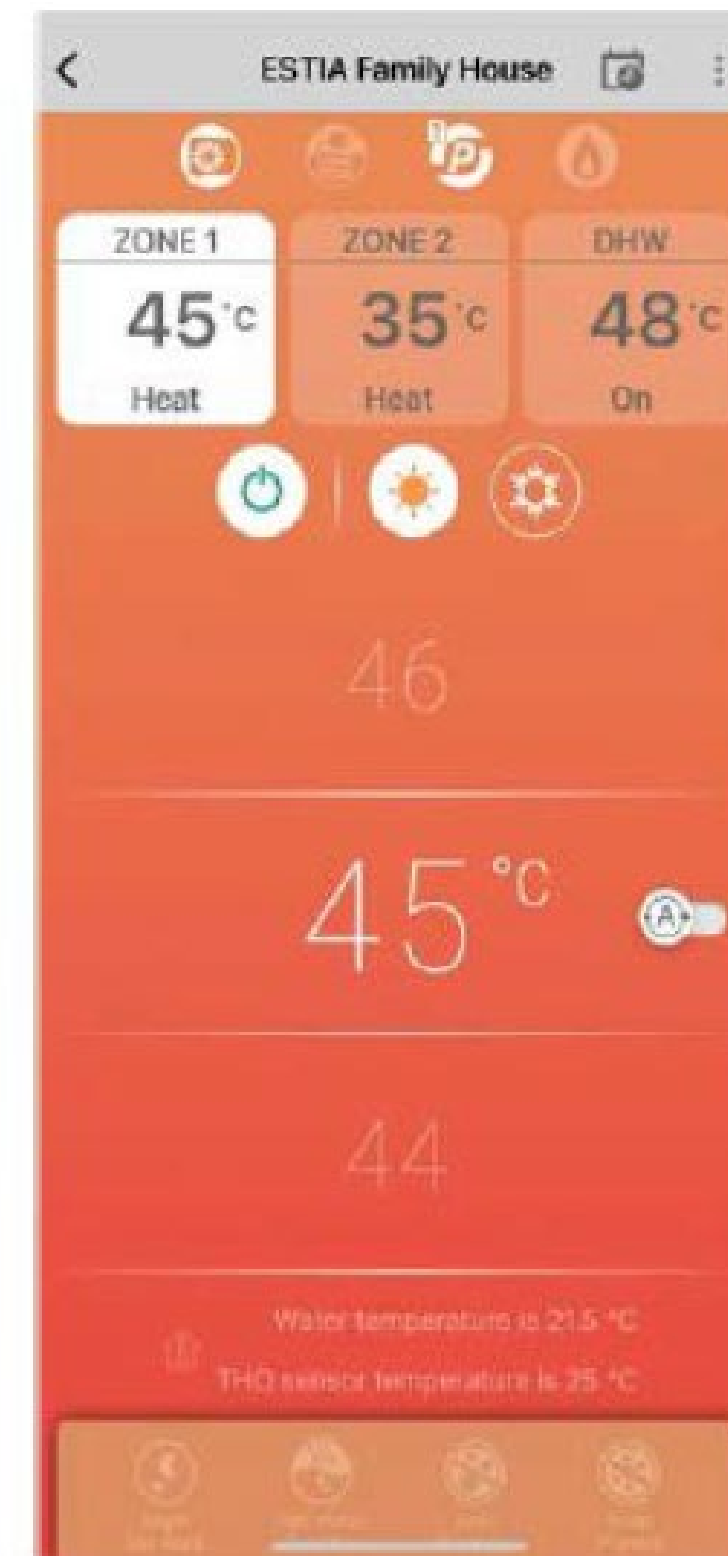 ESTIA Family House
1 P
ZONE 1 ZONE 2 DHW
45 °C 35 °C 48 °C
Heat Heat On
46
45 °C
A
44
Water temperature is 21.5 °C
THO sensor temperature is 25 °C